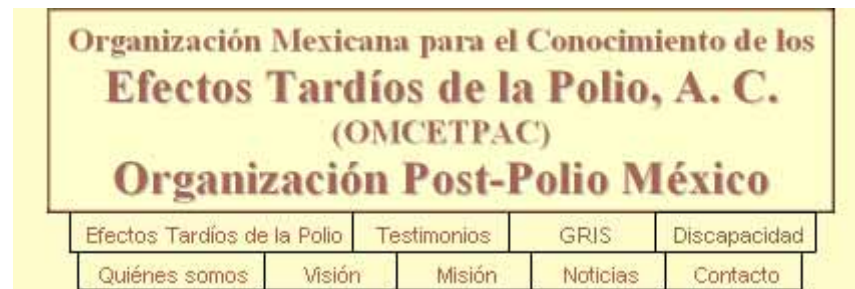 Organización Mexicana para el Conocimiento de los
Efectos Tardíos de la Polio, A. C.
(OMCETPAC)
Organización Post-Polio México
Efectos Tardíos de la Polio Testimonios GRIS Discapacidad
Quiénes somos Visión Misión Noticias Contacto